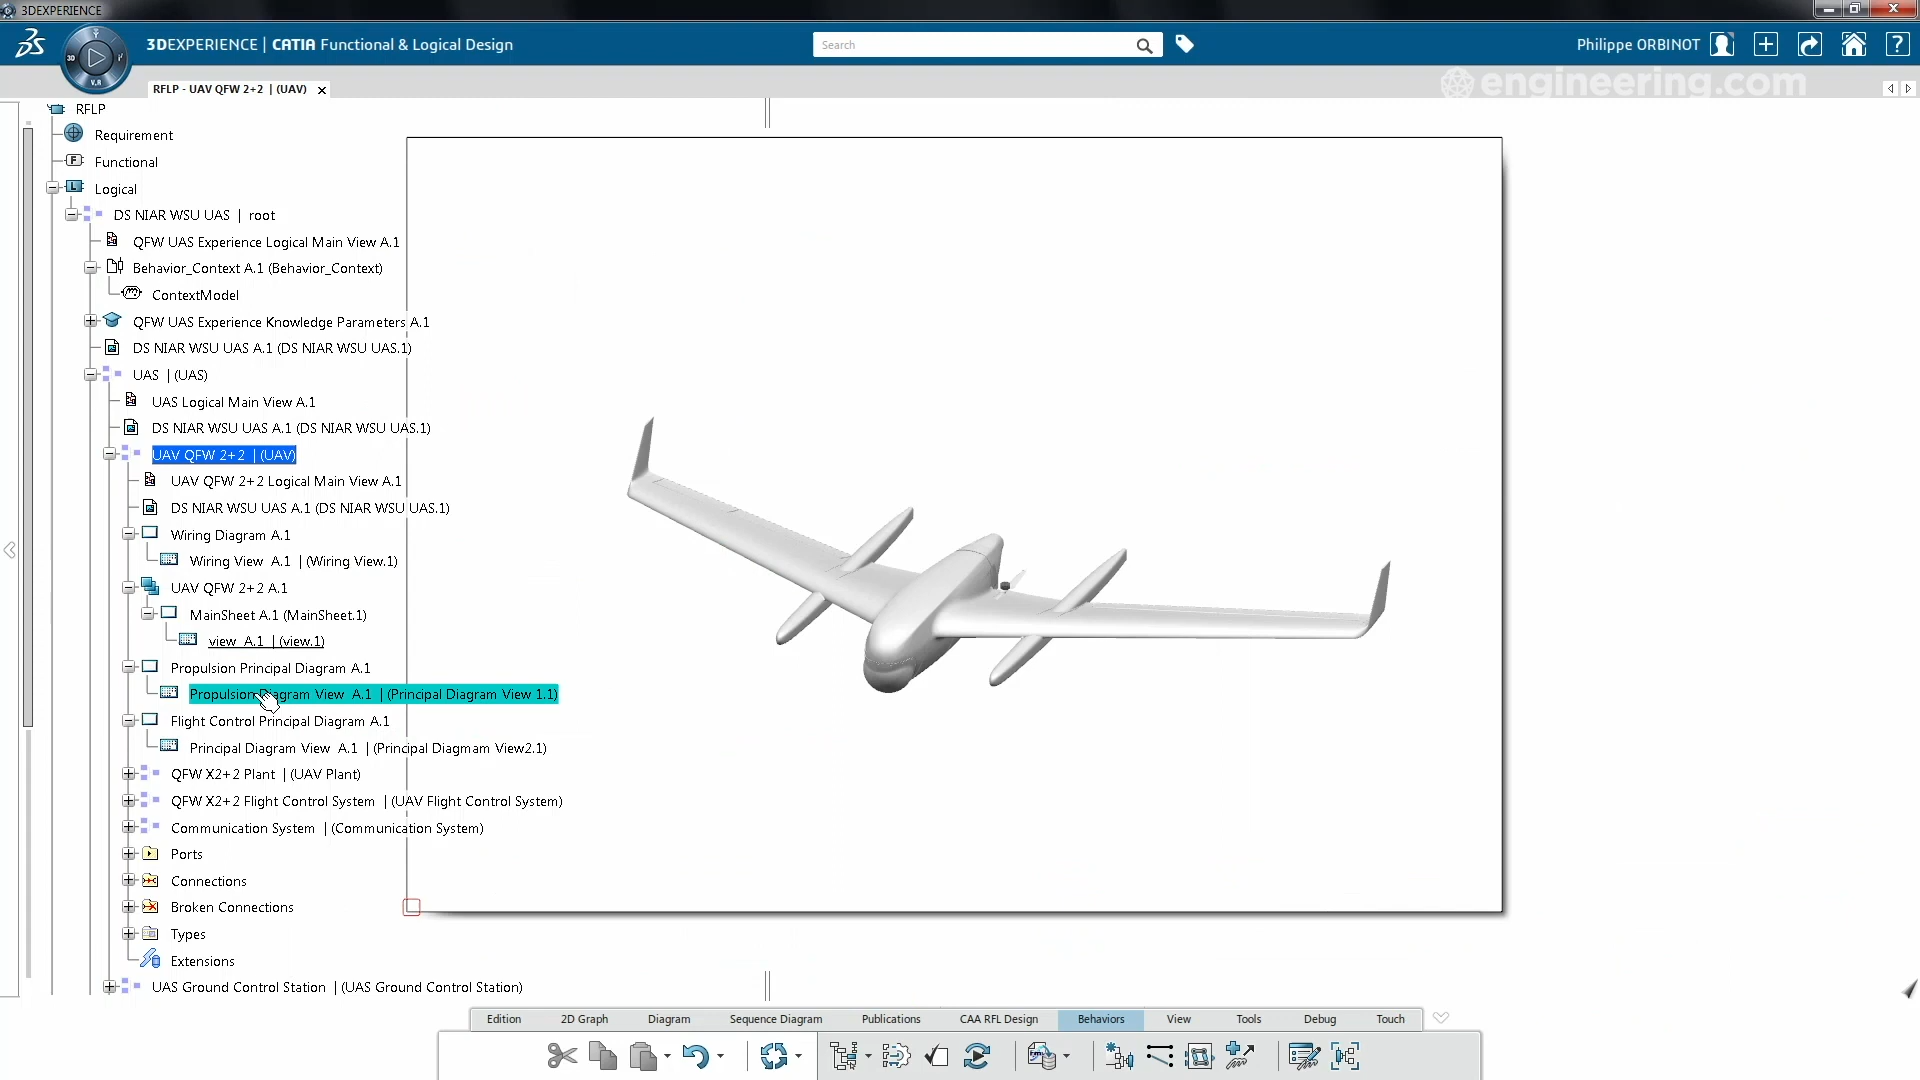 3DEXPERIENCE
3DEXPERIENCE | CATIA Functional & Logical Design
3D
i²
V.R
Search
Philippe ORBINOT
RFLP - UAV QFW 2+2 | (UAV)
engineering.com
RFLP
Requirement
F Functional
L Logical
DS NIAR WSU UAS | root
QFW UAS Experience Logical Main View A.1
Behavior_Context A.1 (Behavior_Context)
ContextModel
QFW UAS Experience Knowledge Parameters A.1
DS NIAR WSU UAS A.1 (DS NIAR WSU UAS.1)
UAS | (UAS)
UAS Logical Main View A.1
DS NIAR WSU UAS A.1 (DS NIAR WSU UAS.1)
UAV QFW 2+2 | (UAV)
UAV QFW 2+2 Logical Main View A.1
DS NIAR WSU UAS A.1 (DS NIAR WSU UAS.1)
Wiring Diagram A.1
Wiring View A.1 | (Wiring View.1)
UAV QFW 2+2 A.1
MainSheet A.1 (MainSheet.1)
view A.1 | (view.1)
Propulsion Principal Diagram A.1
Propulsion Diagram View A.1 | (Principal Diagram View 1.1)
Flight Control Principal Diagram A.1
Principal Diagram View A.1 | (Principal Diagmam View2.1)
QFW X2+2 Plant | (UAV Plant)
QFW X2+2 Flight Control System | (UAV Flight Control System)
Communication System | (Communication System)
Ports
Connections
Broken Connections
Types
Extensions
UAS Ground Control Station | (UAS Ground Control Station)
Edition 2D Graph Diagram Sequence Diagram Publications CAA RFL Design Behaviors View Tools Debug Touch